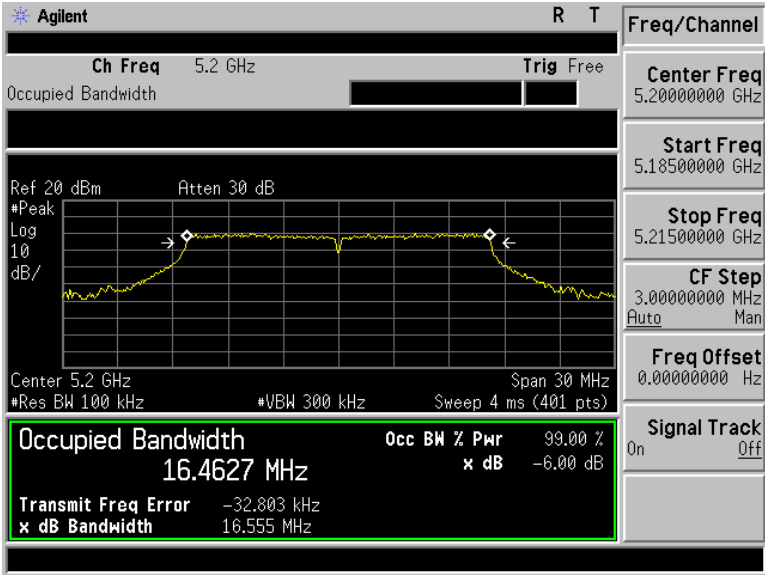 Agilent
R T
Freq/Channel
Ch Freq 5.2 GHz
Trig Free
Occupied Bandwidth
Center Freq
5.20000000 GHz
Start Freq
5.18500000 GHz
Stop Freq
5.21500000 GHz
CF Step
3.00000000 MHz
Auto Man
Freq Offset
0.00000000 Hz
Signal Track
On Off
Ref 20 dBm
Atten 30 dB
#Peak
Log
10
dB/
Center 5.2 GHz
Span 30 MHz
#Res BW 100 kHz
#VBW 300 kHz
Sweep 4 ms (401 pts)
Occupied Bandwidth
16.4627 MHz
Occ BW % Pwr 99.00 %
x dB -6.00 dB
Transmit Freq Error -32.803 kHz
x dB Bandwidth 16.555 MHz